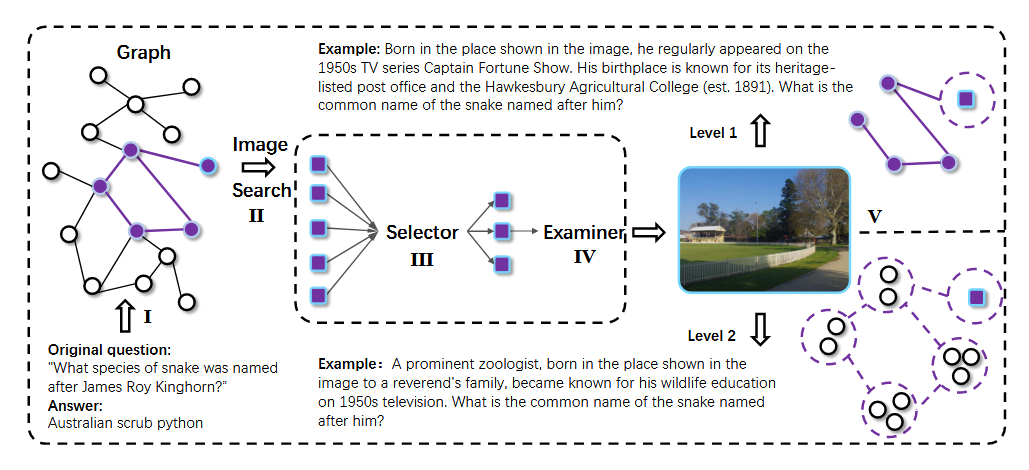 Graph
Example: Born in the place shown in the image, he regularly appeared on the
1950s TV series Captain Fortune Show. His birthplace is known for its heritage-
listed post office and the Hawkesbury Agricultural College (est. 1891). What is the
common name of the snake named after him?
Image
Search
II
Selector
III
Examiner
IV
Level 1
V
Level 2
I
Original question:
"What species of snake was named
after James Roy Kinghorn?”
Answer:
Australian scrub python
Example: A prominent zoologist, born in the place shown in the
image to a reverend's family, became known for his wildlife education
on 1950s television. What is the common name of the snake named
after him?